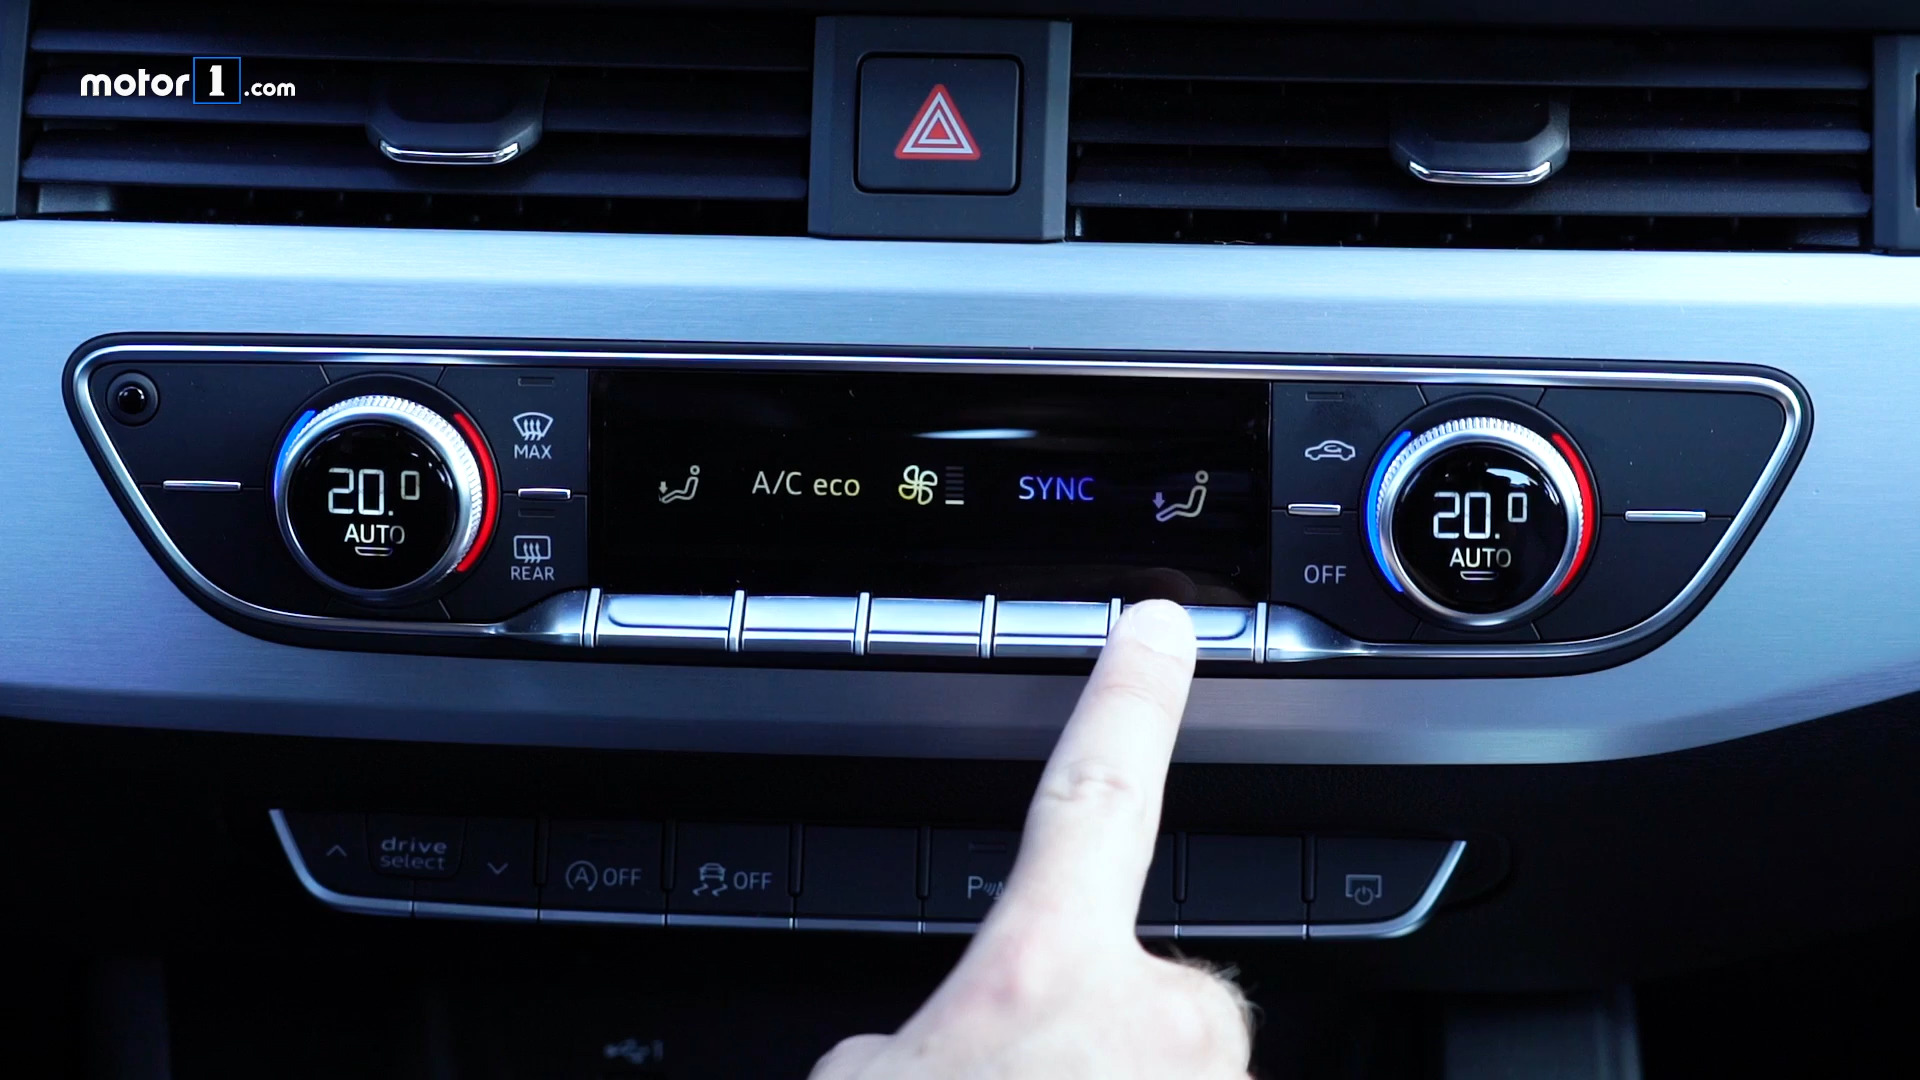 motor1.com
20.0
AUTO
MAX
REAR
A/C eco
SYNC
OFF
20.0
AUTO
drive
select
A OFF
OFF
P